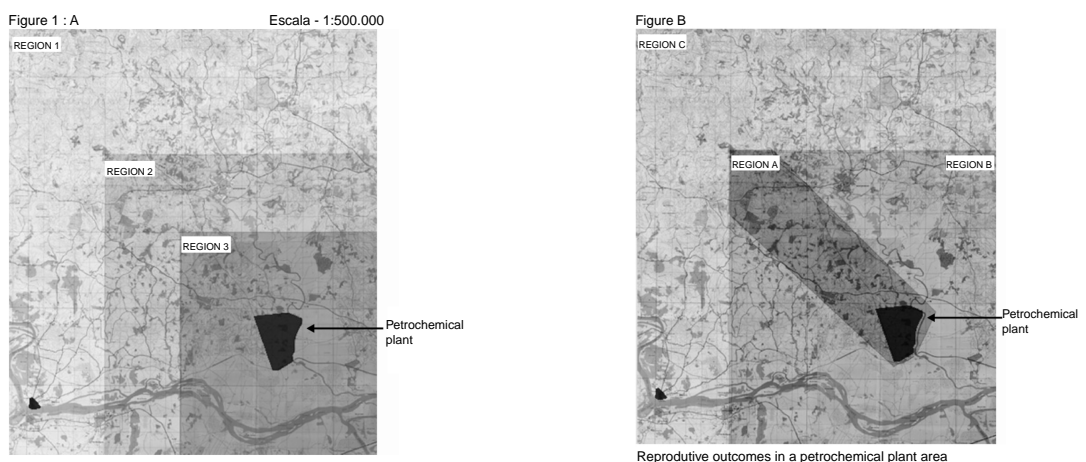 Figure 1 : A
Escala - 1:500.000
REGION 1
REGION 2
REGION 3
Petrochemical
plant
Figure B
REGION C
REGION A
REGION B
Petrochemical
plant
Reprodutive outcomes in a petrochemical plant area